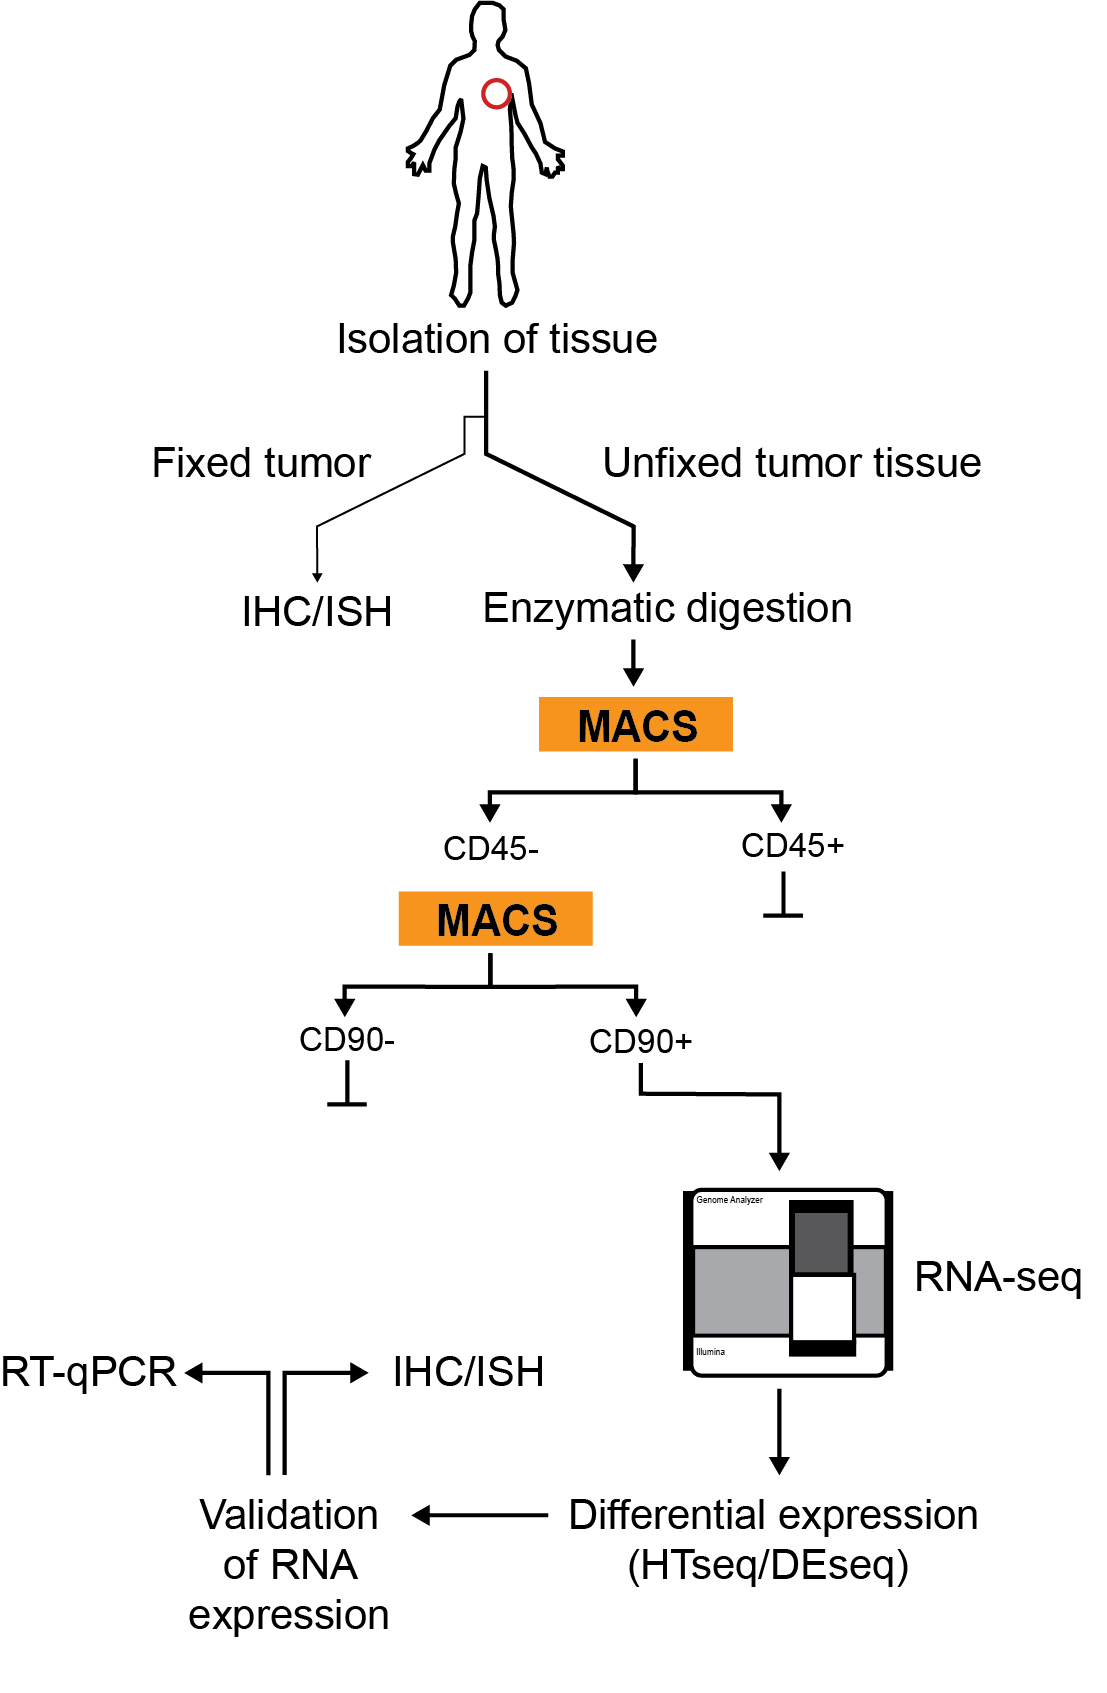 Isolation of tissue
Fixed tumor
Unfixed tumor tissue
IHC/ISH
Enzymatic digestion
MACS
CD45-
CD45+
MACS
CD90-
CD90+
Genome Analyzer
RNA-seq
Illumina
RT-qPCR
IHC/ISH
Validation
of RNA
expression
Differential expression
(HTseq/DEseq)